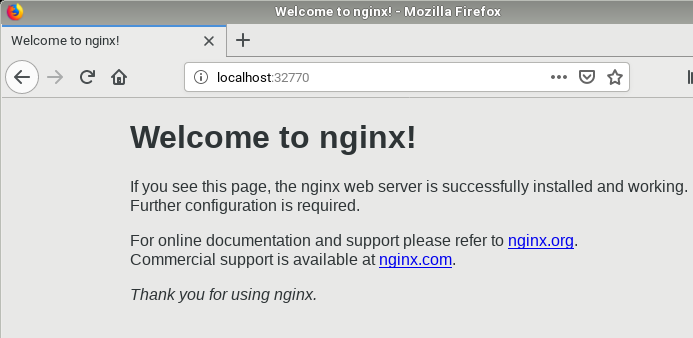 Welcome to nginx! - Mozilla Firefox
Welcome to nginx!
localhost:32770
Welcome to nginx!
If you see this page, the nginx web server is successfully installed and working.
Further configuration is required.
For online documentation and support please refer to nginx.org.
Commercial support is available at nginx.com.
Thank you for using nginx.